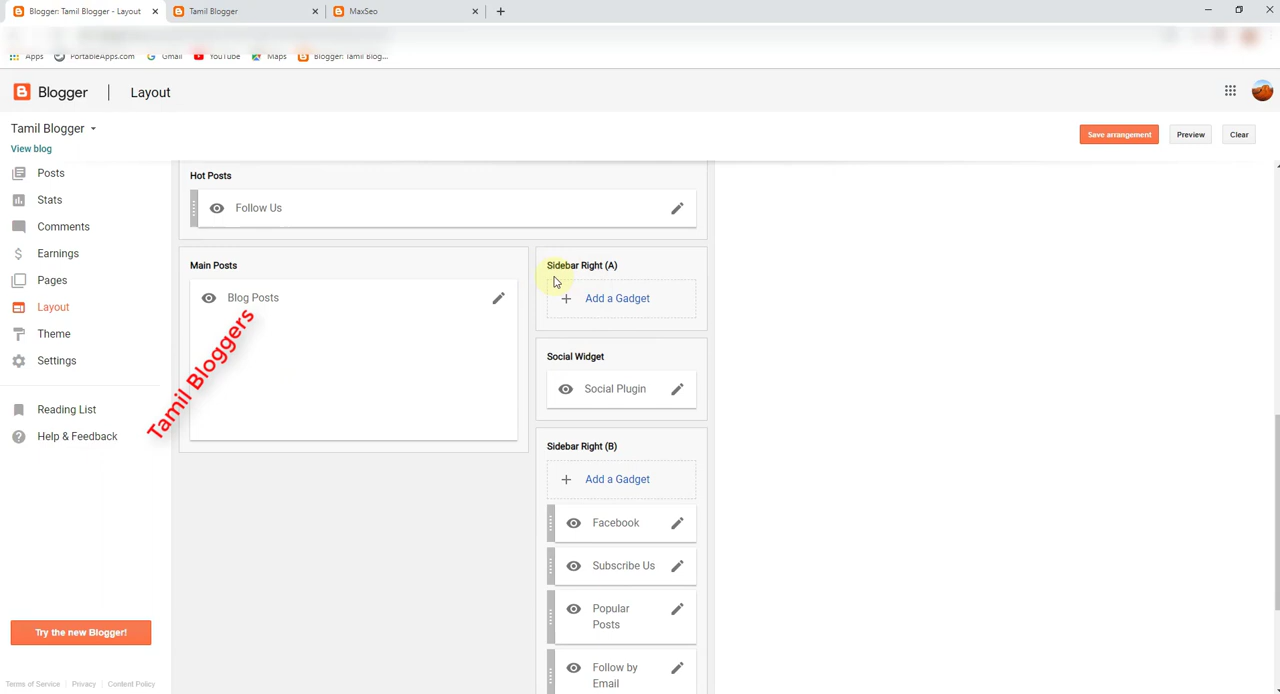 Blogger: Tamil Blogger - Layout
Tamil Blogger
MaxSeo
Apps
PortableApps.com
Gmail
YouTube
Maps
Blogger: Tamil Blog...
Blogger
Layout
Tamil Blogger
View blog
Save arrangement
Preview
Clear
Posts
Stats
Comments
Earnings
Pages
Layout
Theme
Settings
Reading List
Help & Feedback
Try the new Blogger!
Terms of Service
Privacy
Content Policy
Hot Posts
Follow Us
Main Posts
Blog Posts
Tamil Bloggers
Sidebar Right (A)
Add a Gadget
Social Widget
Social Plugin
Sidebar Right (B)
Add a Gadget
Facebook
Subscribe Us
Popular
Posts
Follow by
Email